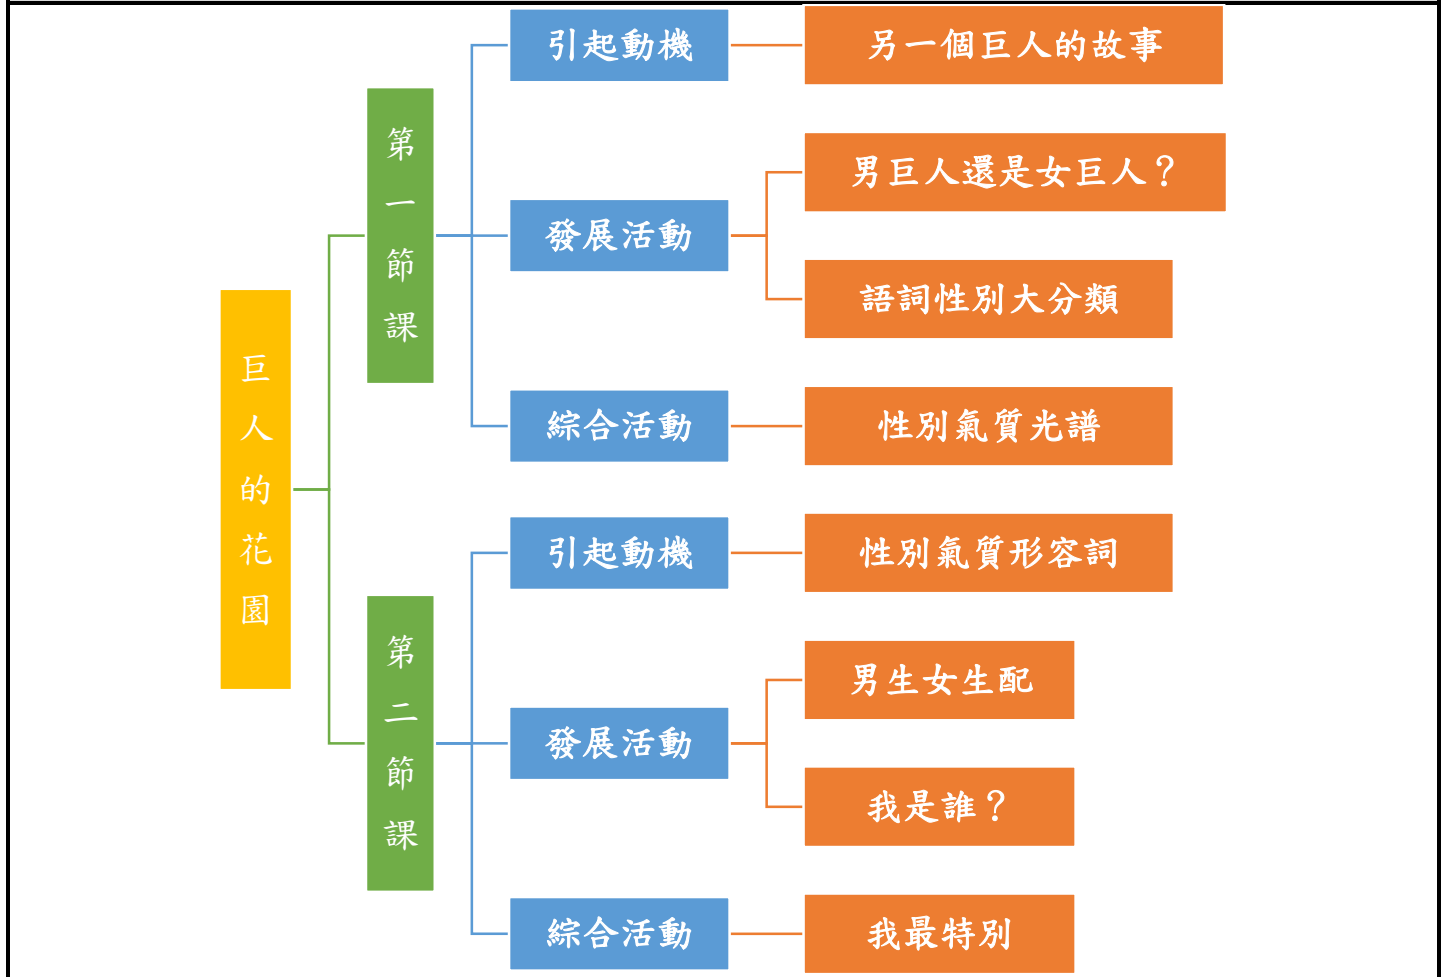 巨人的花園
第一節課
引起動機
另一個巨人的故事
發展活動
男巨人還是女巨人？
語詞性別大分類
綜合活動
性別氣質光譜
第二節課
引起動機
性別氣質形容詞
發展活動
男生女生配
我是誰？
綜合活動
我最特別